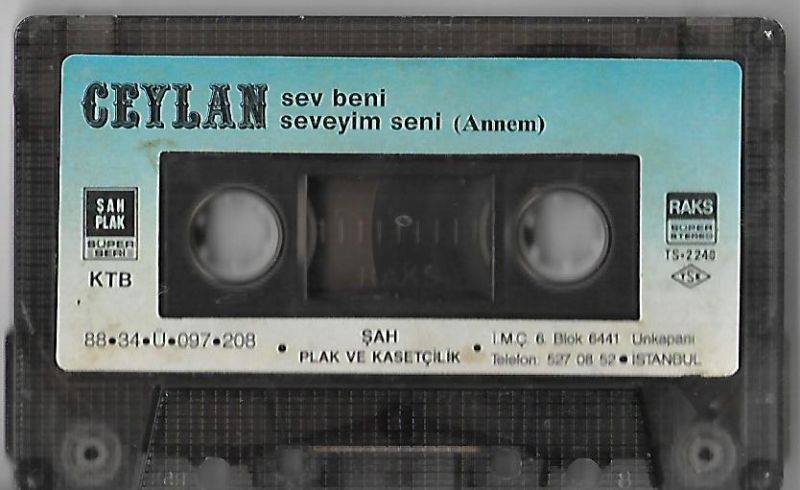 CEYLAN sev beni
seveyim seni (Annem)
ŞAH
PLAK
SÜPER
SERİ
KTB
RAKS
SÜPER
STEREO
TS-2240
TSE
88•34•Ü•097•208
•
ŞAH
PLAK VE KASETÇİLİK
•
İ.M.Ç. 6. Blok 6441 Unkapanı
Telefon: 527 08 52 • İSTANBUL